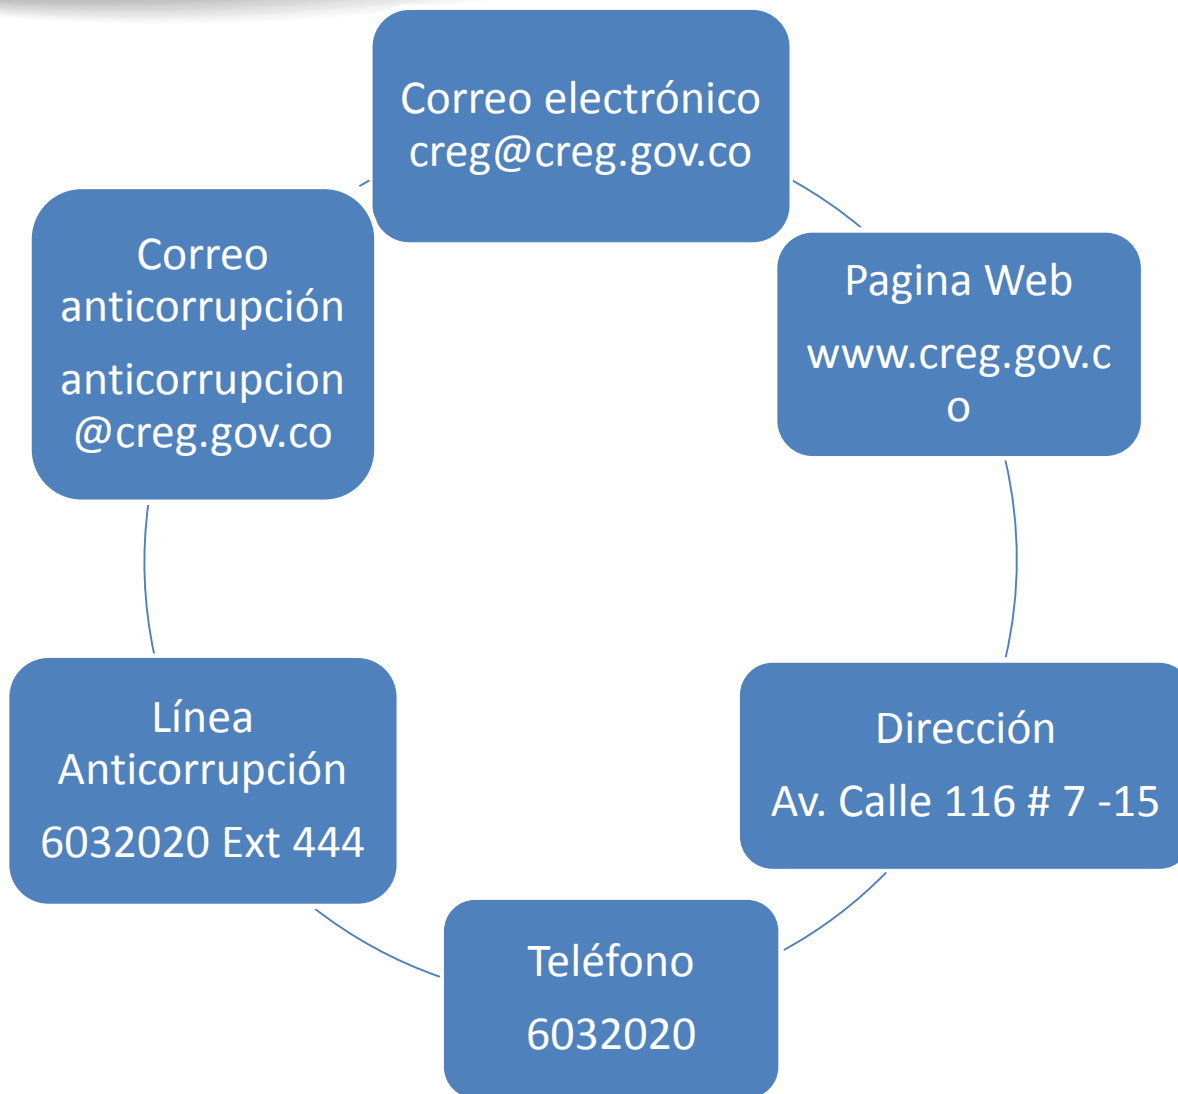 Correo electrónico
creg@creg.gov.co
Pagina Web
www.creg.gov.c
o
Dirección
Av. Calle 116 # 7 -15
Teléfono
6032020
Línea
Anticorrupción
6032020 Ext 444
Correo
anticorrupción
anticorrupcion
@creg.gov.co